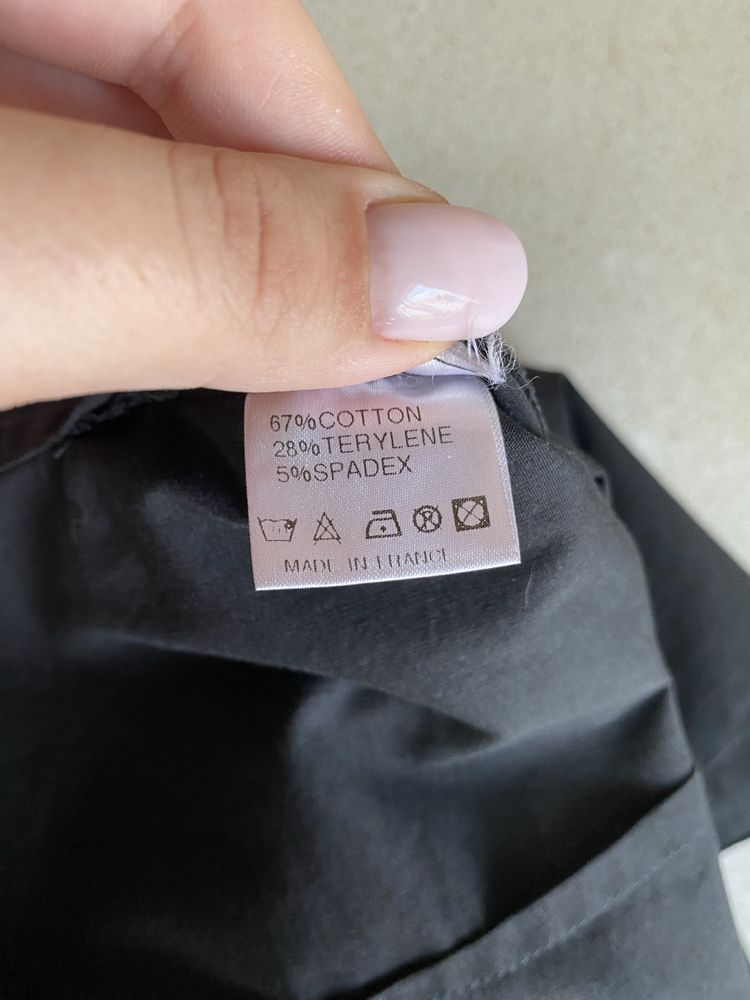 67%COTTON
28%TERYLENE
5%SPADEX
MADE IN FRANCE